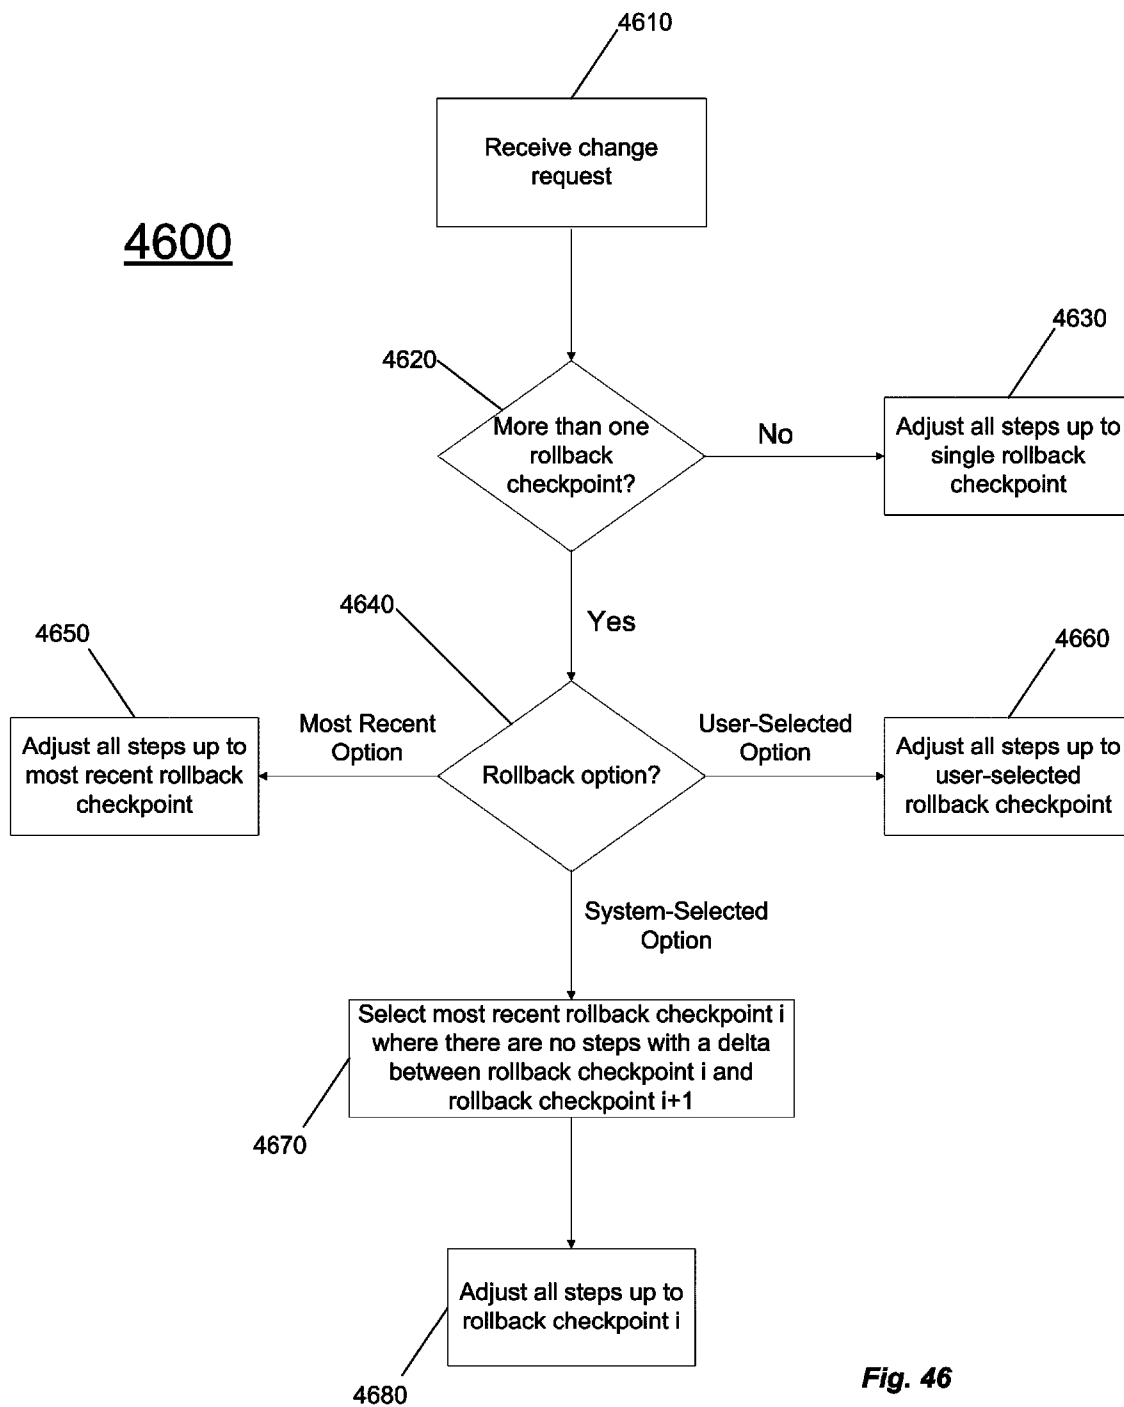 4610
Receive change
request
4600
4630
4620
More than one
rollback
checkpoint?
No
Adjust all steps up to
single rollback
checkpoint
4640
Yes
4650
4660
Most Recent
Option
User-Selected
Option
Adjust all steps up to
most recent rollback
checkpoint
Rollback option?
Adjust all steps up to
user-selected
rollback checkpoint
System-Selected
Option
Select most recent rollback checkpoint i
where there are no steps with a delta
between rollback checkpoint i and
rollback checkpoint i+1
4670
Adjust all steps up to
rollback checkpoint i
4680
Fig. 46